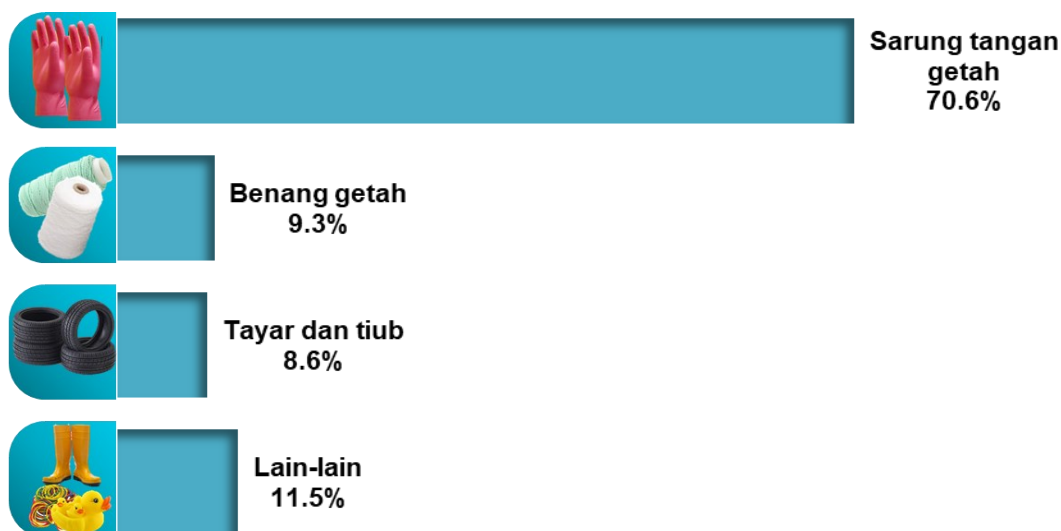 Sarung tangan
getah
70.6%
Benang getah
9.3%
Tayar dan tiub
8.6%
Lain-lain
11.5%